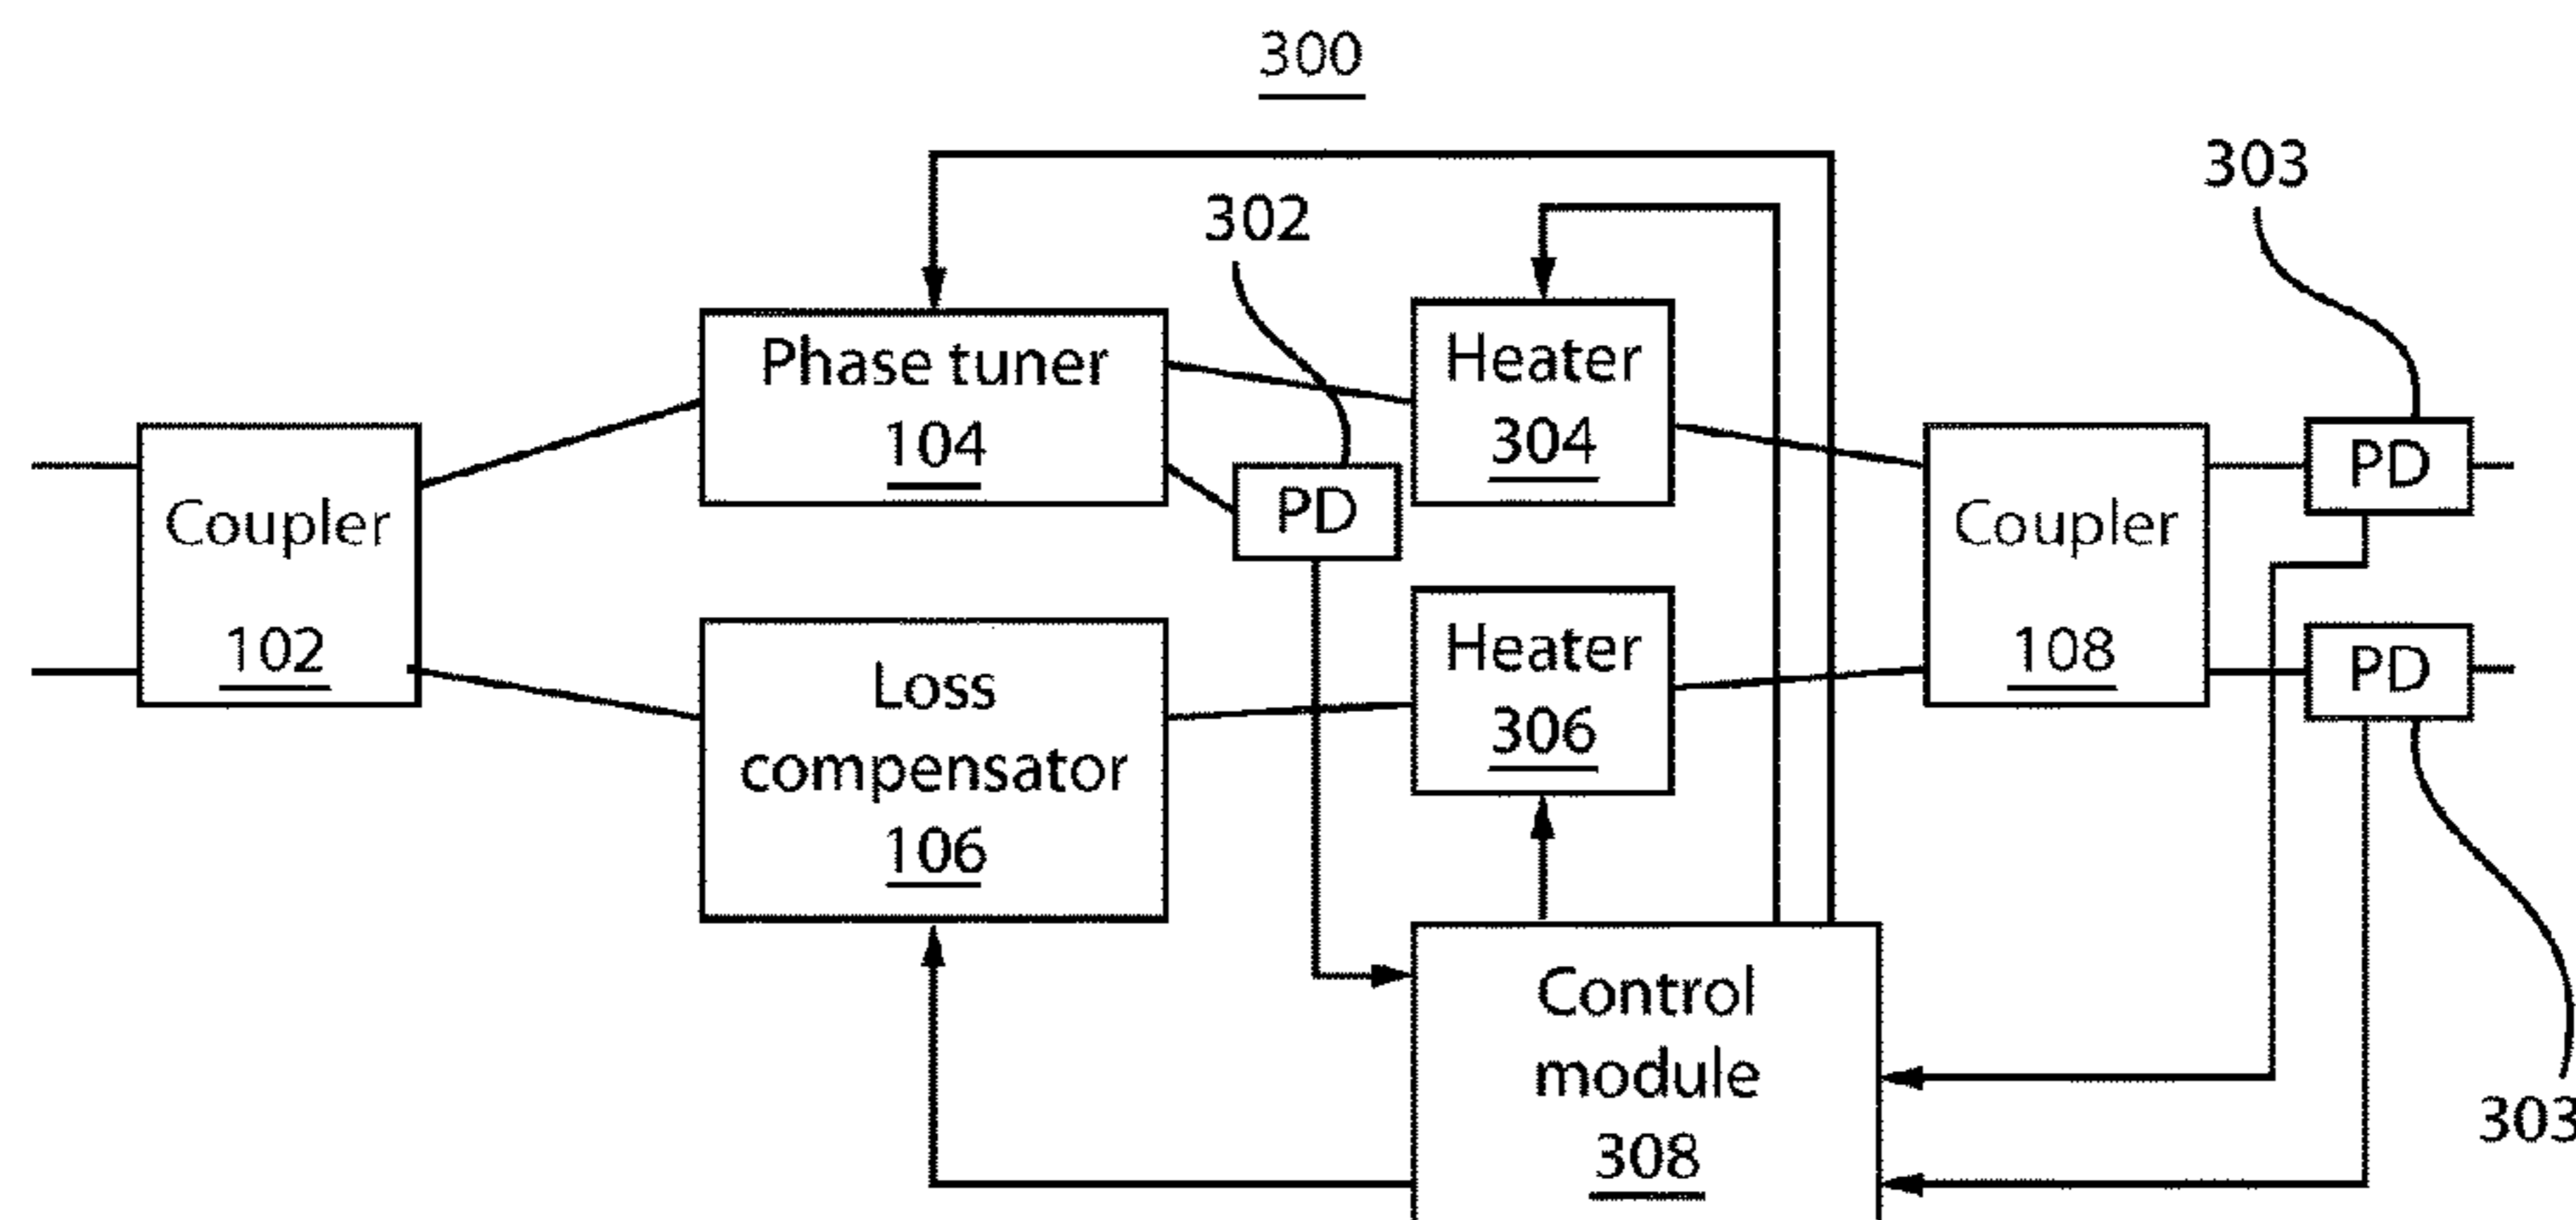 300
303
302
Phase tuner
104
Heater
304
PD
PD
Coupler
102
Coupler
108
Heater
306
PD
Loss
compensator
106
Control
module
308
303